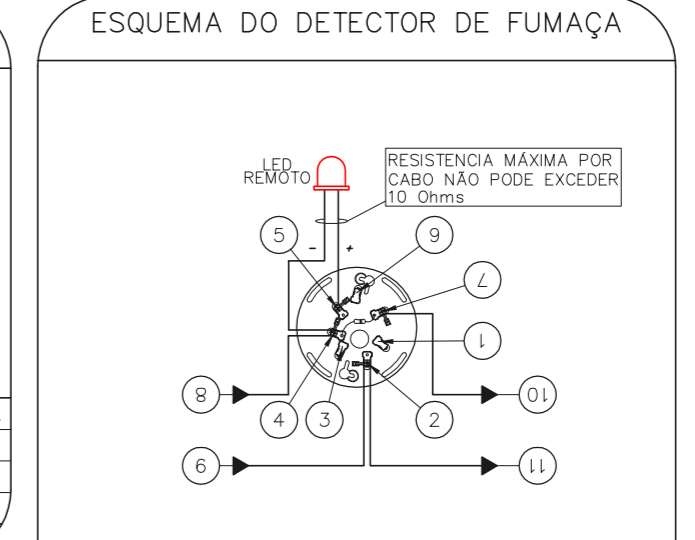 ESQUEMA DO DETECTOR DE FUMAÇA
LED
REMOTO
RESISTENCIA MÁXIMA POR
CABO NÃO PODE EXCEDER
10 Ohms
5
6
- +
7
1
8
10
4
3
2
9
11